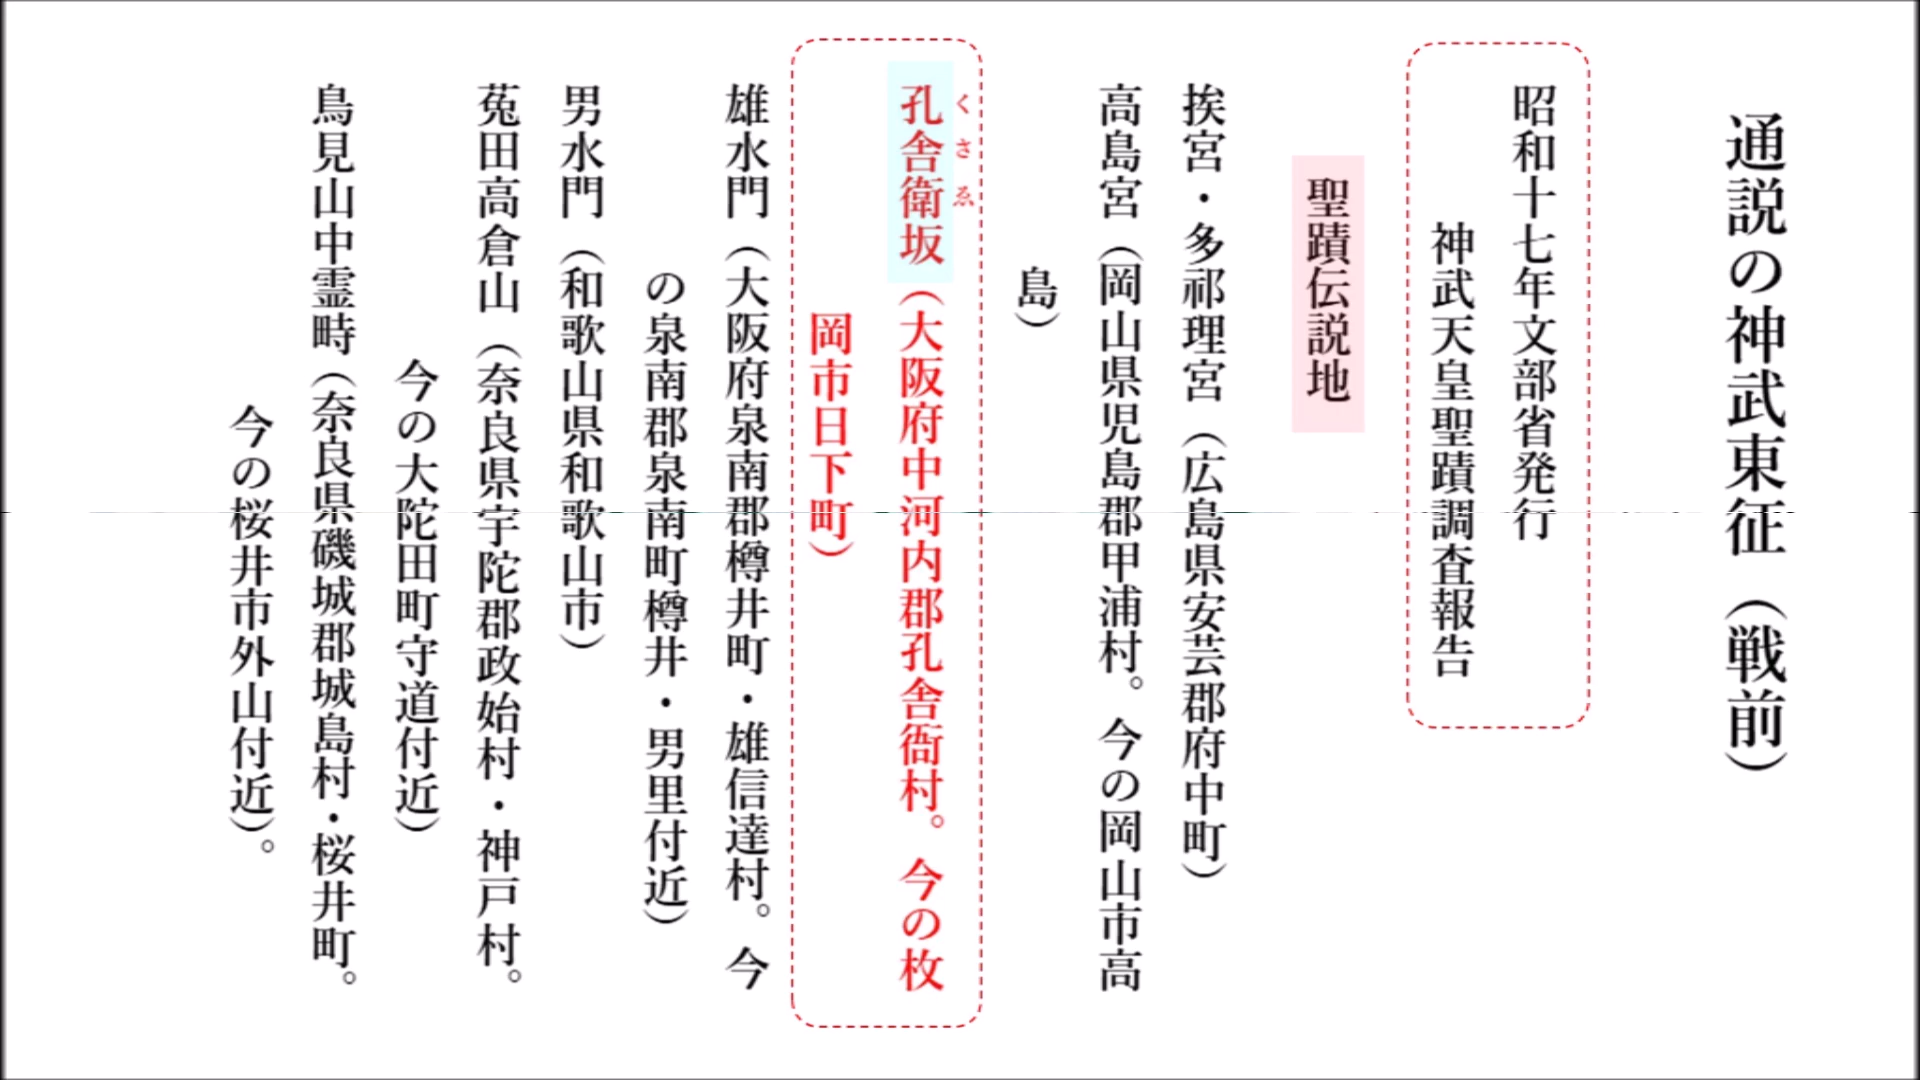 通説の神武東征（戦前）
昭和十七年文部省発行
神武天皇聖蹟調査報告
聖蹟伝説地
挨宮・多祁理宮（広島県安芸郡府中町）
高島宮（岡山県児島郡甲浦村。今の岡山市高
島）
くさゑ
孔舎衛坂（大阪府中河内郡孔舎衙村。今の枚
岡市日下町）
雄水門（大阪府泉南郡樽井町・雄信達村。今
の泉南郡泉南町樽井・男里付近）
男水門（和歌山県和歌山市）
菟田高倉山（奈良県宇陀郡政始村・神戸村。
今の大陀田町守道付近）
鳥見山中霊畤（奈良県磯城郡城島村・桜井町。
今の桜井市外山付近）。